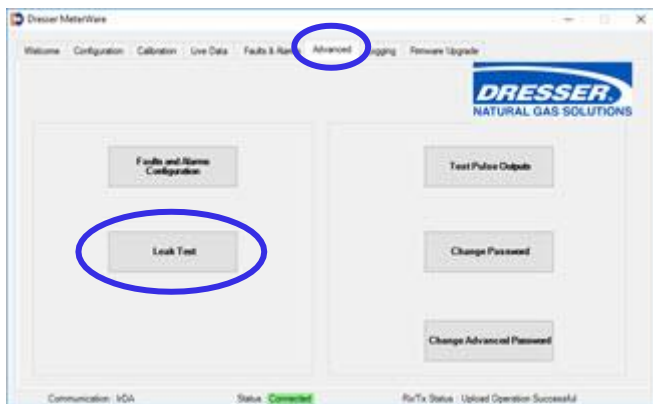 Dresser MeterWare
Welcome Configuration Calibration Live Data Faults & Alarms Advanced Logging Firmware Upgrade
DRESSER
NATURAL GAS SOLUTIONS
Faults and Alarms
Configuration
Test Pulse Outputs
Leak Test
Change Password
Change Advanced Password
Communication IrDA Status Connected Rx/Tx Status : Upload Operation Successful